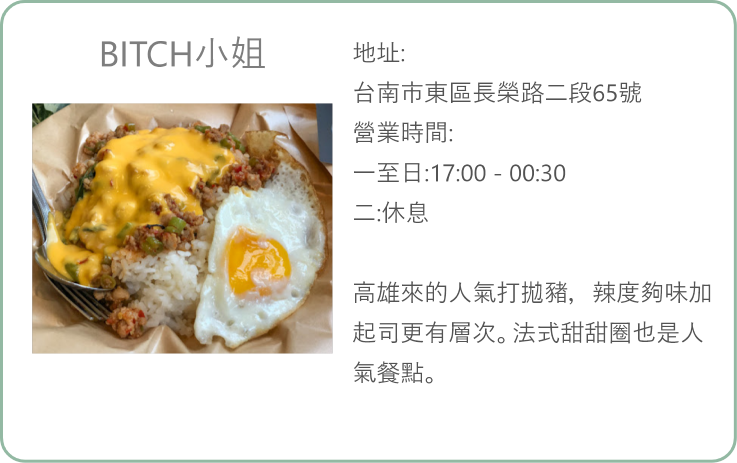 BITCH小姐
地址:
台南市東區長榮路二段65號
營業時間:
一至日:17:00 - 00:30
二:休息
高雄來的人氣打拋豬，辣度夠味加
起司更有層次。法式甜甜圈也是人
氣餐點。